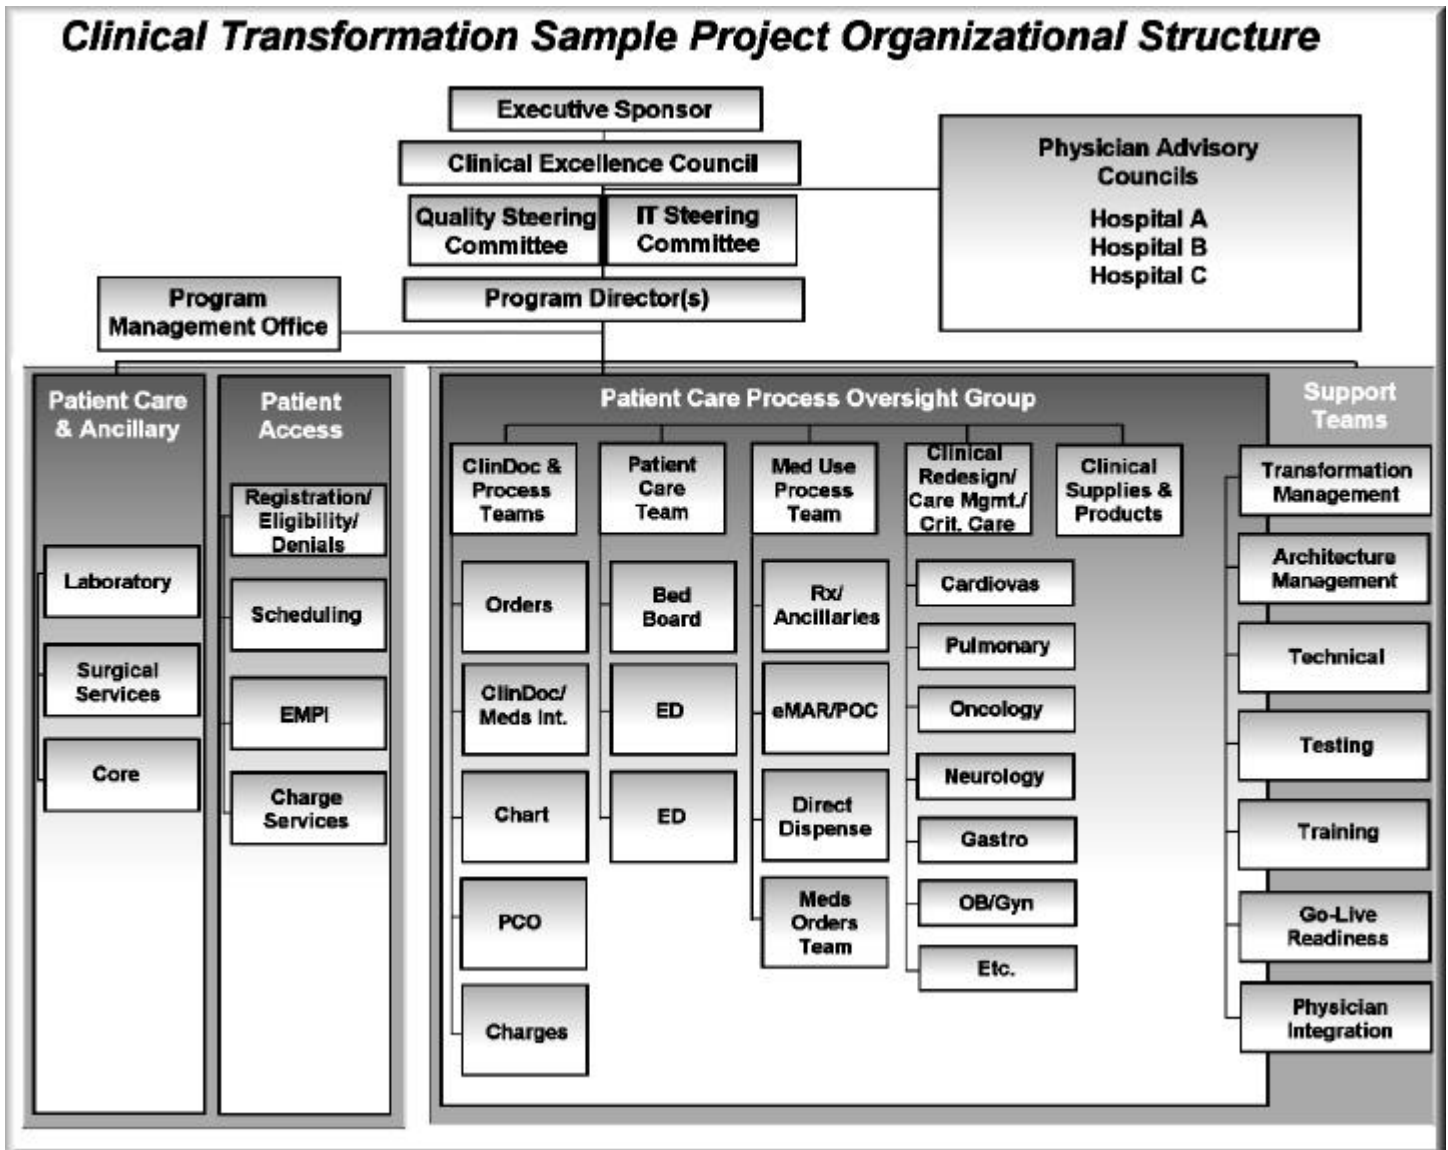 Clinical Transformation Sample Project Organizational Structure
Executive Sponsor
Clinical Excellence Council
Physician Advisory
Councils
Hospital A
Hospital B
Hospital C
Quality Steering
Committee
IT Steering
Committee
Program
Management Office
Program Director(s)
Patient Care
& Ancillary
Laboratory
Surgical
Services
Core
Patient
Access
Registration/
Eligibility/
Denials
Scheduling
EMPI
Charge
Services
Patient Care Process Oversight Group
ClinDoc &
Process
Teams
Orders
ClinDoc/
Meds Int.
Chart
PCO
Charges
Patient
Care
Team
Bed
Board
ED
ED
Med Use
Process
Team
Rx/
Ancillaries
eMAR/POC
Direct
Dispense
Meds
Orders
Team
Clinical
Redesign/
Care Mgmt./
Crit. Care
Cardiovas
Pulmonary
Oncology
Neurology
Gastro
OB/Gyn
Etc.
Clinical
Supplies &
Products
Support
Teams
Transformation
Management
Architecture
Management
Technical
Testing
Training
Go-Live
Readiness
Physician
Integration